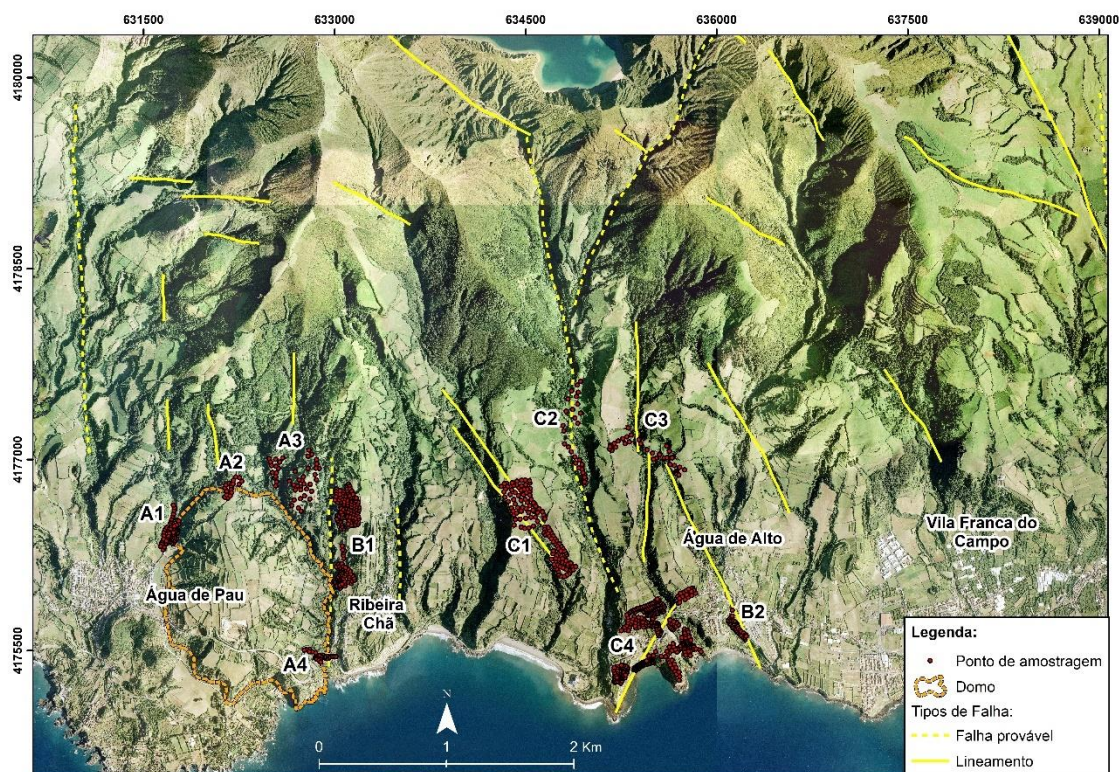 631500 633000 634500 636000 637500 639000
4180000
4178500
4177000
4175500
C2
C3
A3
A2
A1
B1
C1
Água de Alto
Vila Franca do
Campo
Água de Pau
Ribeira
Chã
B2
A4
C4
N
0 1 2 Km
Legenda:
Ponto de amostragem
Domo
Tipos de Falha:
Falha provável
Lineamento